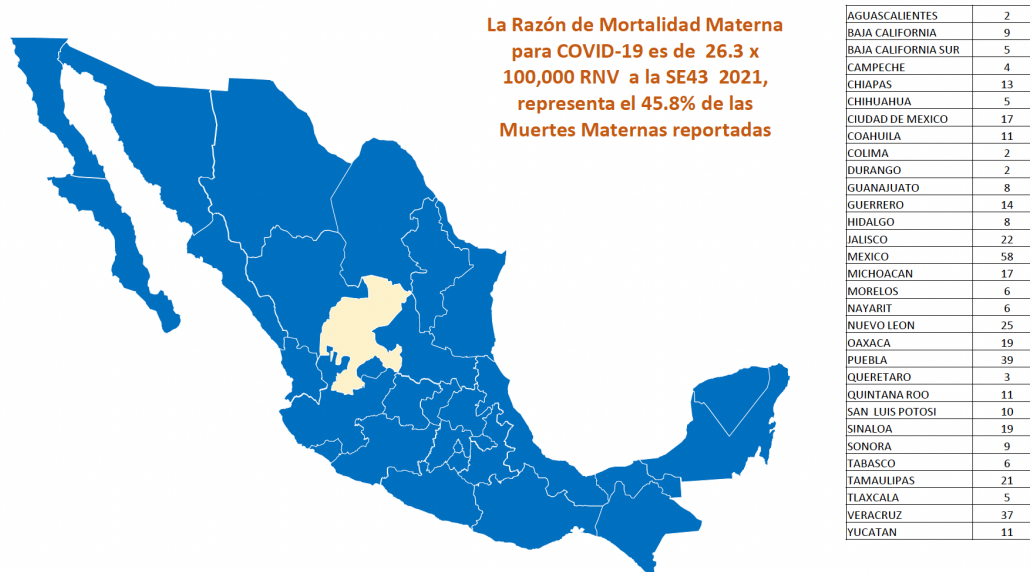 La Razón de Mortalidad Materna
para COVID-19 es de 26.3 x
100,000 RNV a la SE43 2021,
representa el 45.8% de las
Muertes Maternas reportadas
AGUASCALIENTES 2
BAJA CALIFORNIA 9
BAJA CALIFORNIA SUR 5
CAMPECHE 4
CHIAPAS 13
CHIHUAHUA 5
CIUDAD DE MEXICO 17
COAHUILA 11
COLIMA 2
DURANGO 2
GUANAJUATO 8
GUERRERO 14
HIDALGO 8
JALISCO 22
MEXICO 58
MICHOACAN 17
MORELOS 6
NAYARIT 6
NUEVO LEON 25
OAXACA 19
PUEBLA 39
QUERETARO 3
QUINTANA ROO 11
SAN LUIS POTOSI 10
SINALOA 19
SONORA 9
TABASCO 6
TAMAULIPAS 21
TLAXCALA 5
VERACRUZ 37
YUCATAN 11